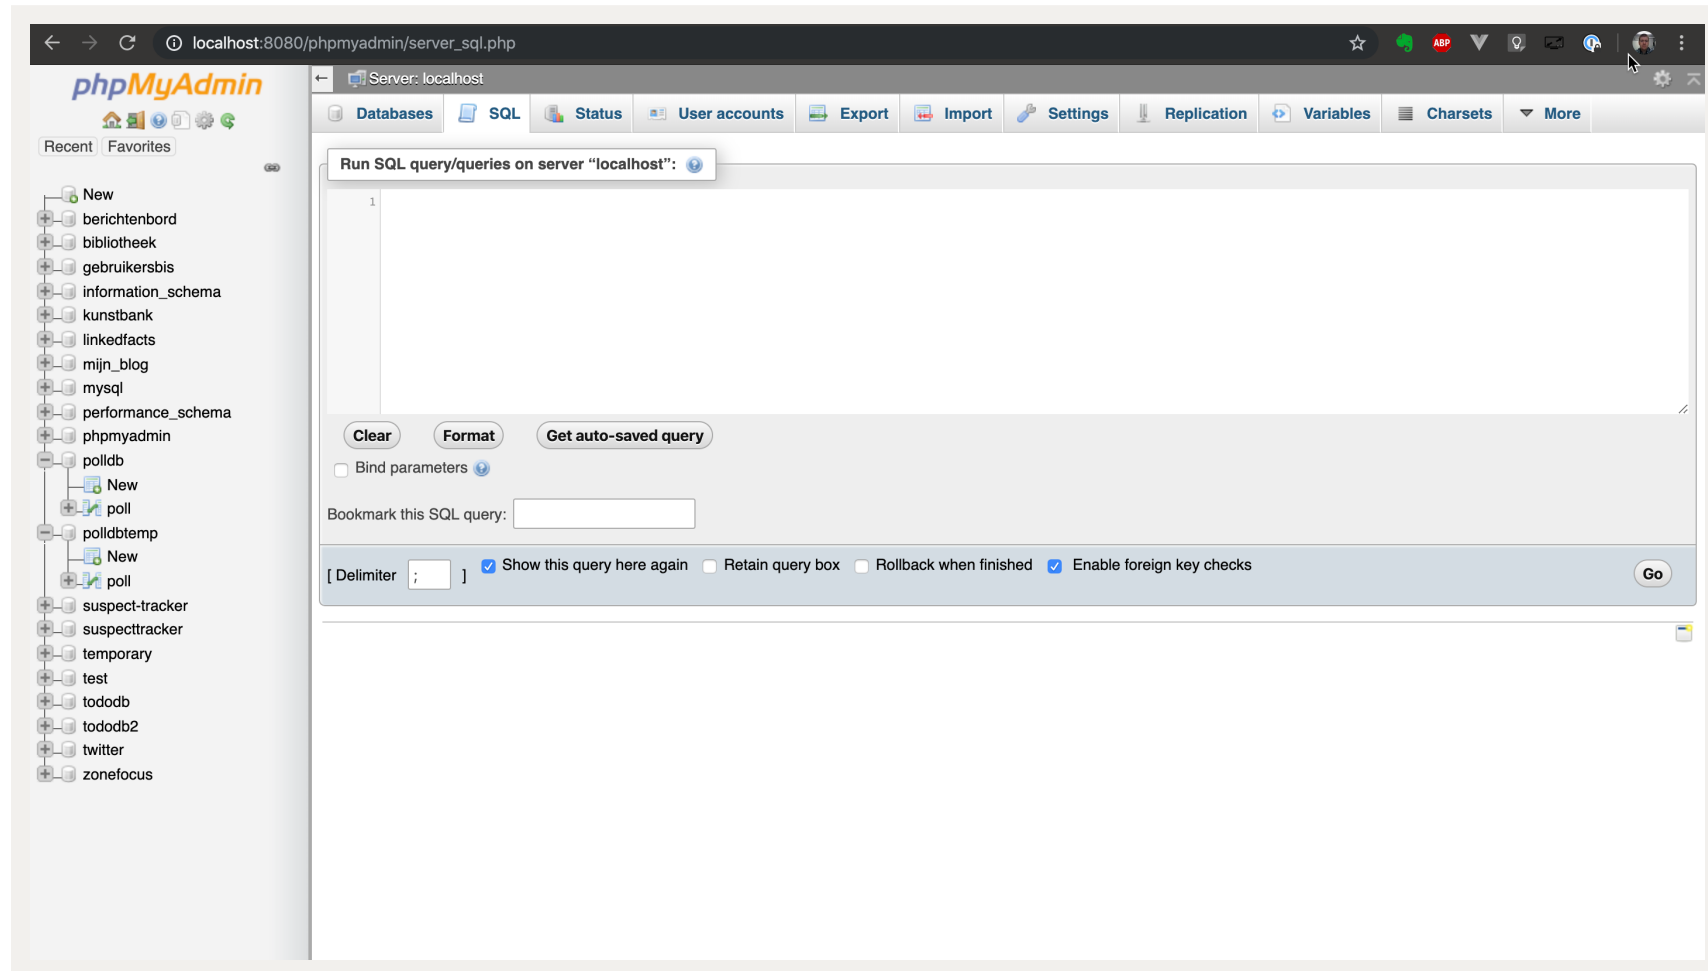 localhost:8080/phpmyadmin/server_sql.php
ABP
phpMyAdmin
Recent Favorites
New
berichtenbord
bibliotheek
gebruikersbis
information_schema
kunstbank
linkedfacts
mijn_blog
mysql
performance_schema
phpmyadmin
polldb
New
poll
polldbtemp
New
poll
suspect-tracker
suspecttracker
temporary
test
tododb
tododb2
twitter
zonefocus
Server: localhost
Databases SQL Status User accounts Export Import Settings Replication Variables Charsets More
Run SQL query/queries on server “localhost”:
1
Clear Format Get auto-saved query
Bind parameters
Bookmark this SQL query:
[ Delimiter ; ] Show this query here again Retain query box Rollback when finished Enable foreign key checks Go